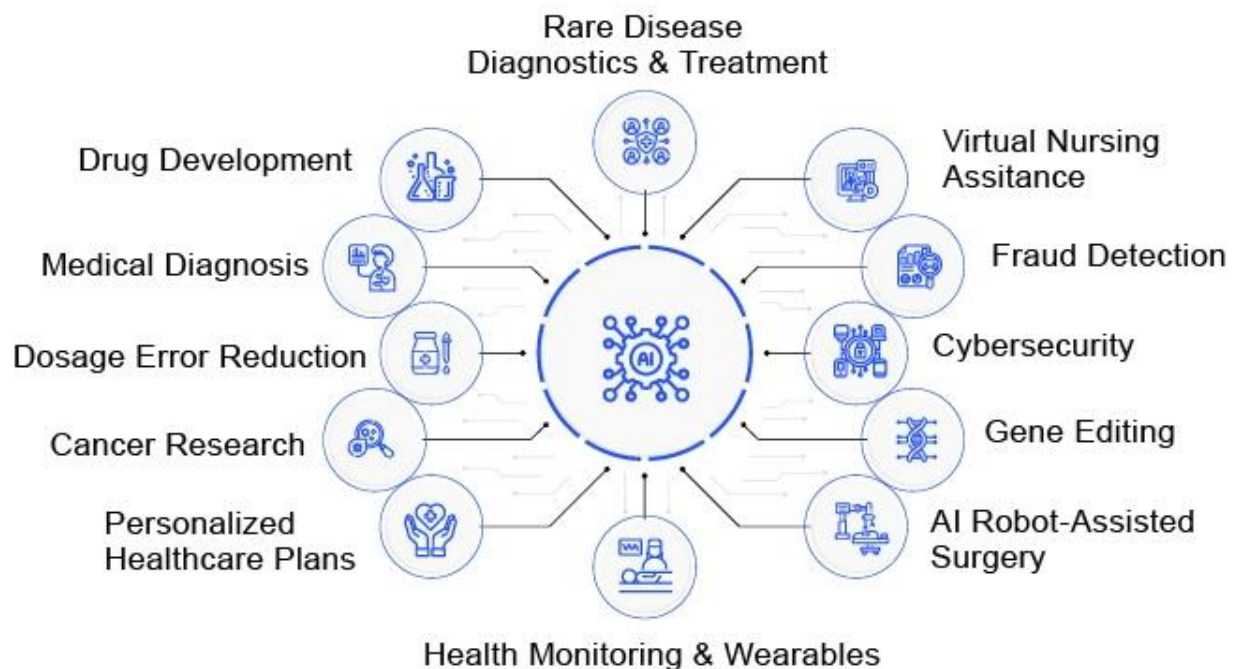 Rare Disease
Diagnostics & Treatment
Drug Development
Virtual Nursing
Assitance
Medical Diagnosis
Fraud Detection
Dosage Error Reduction
Cybersecurity
AI
Cancer Research
Gene Editing
Personalized
Healthcare Plans
AI Robot-Assisted
Surgery
Health Monitoring & Wearables